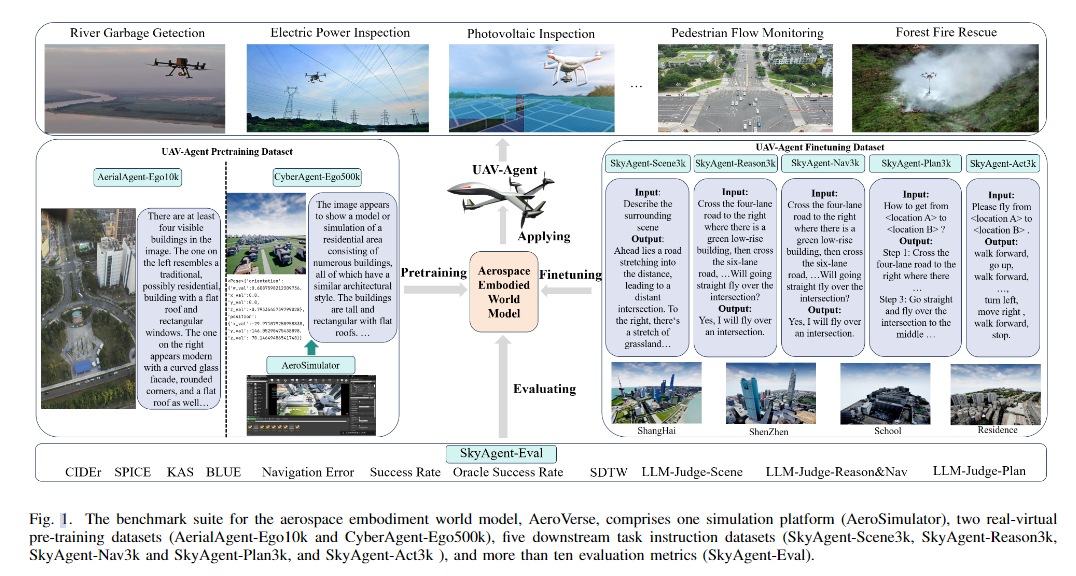 River Garbage Detection
Electric Power Inspection
Photovoltaic Inspection
Pedestrian Flow Monitoring
Forest Fire Rescue
...
UAV-Agent Pretraining Dataset
AerialAgent-Ego10k
There are at least
four visible
buildings in the
image. The one on
the left resembles a
traditional,
possibly residential,
building with a flat
roof and
rectangular
windows. The one
on the right
appears modern
with a curved glass
facade, rounded
corners, and a flat
roof as well…
CyberAgent-Ego500k
The image appears
to show a model or
simulation of a
residential area
consisting of
numerous buildings,
all of which have a
similar architectural
style. The buildings
are tall and
rectangular with flat
roofs. …
AeroSimulator
UAV-Agent
Applying
Pretraining
Aerospace
Embodied
World
Model
Finetuning
Evaluating
UAV-Agent Finetuning Dataset
SkyAgent-Scene3k
Input:
Describe the
surrounding
scene
Output:
Ahead lies a road
stretching into
the distance,
leading to a
distant
intersection. To
the right, there's
a stretch of
grassland…
SkyAgent-Reason3k
Input:
Cross the four-lane
road to the right
where there is a
green low-rise
building, then cross
the six-lane
road, …Will going
straight fly over the
intersection?
Output:
Yes, I will fly over
an intersection.
SkyAgent-Nav3k
Input:
Cross the four-lane
road to the right
where there is a
green low-rise
building, then cross
the six-lane
road, …Will going
straight fly over the
intersection?
Output:
Yes, I will fly over
an intersection.
SkyAgent-Plan3k
Input:
How to get from
<location A> to
<location B> ?
Output:
Step 1: Cross the
four-lane road to the
right where there
…
Step 3: Go straight
and fly over the
intersection to the
middle …
SkyAgent-Act3k
Input:
Please fly from
<location A> to
<location B> .
Output:
walk forward,
go up,
walk forward,
…,
turn left,
move right ,
walk forward,
stop.
ShangHai
ShenZhen
School
Residence
SkyAgent-Eval
CIDEr SPICE KAS BLUE Navigation Error Success Rate Oracle Success Rate SDTW LLM-Judge-Scene LLM-Judge-Reason&Nav LLM-Judge-Plan
Fig. 1. The benchmark suite for the aerospace embodiment world model, AeroVerse, comprises one simulation platform (AeroSimulator), two real-virtual
pre-training datasets (AerialAgent-Ego10k and CyberAgent-Ego500k), five downstream task instruction datasets (SkyAgent-Scene3k, SkyAgent-Reason3k,
SkyAgent-Nav3k and SkyAgent-Plan3k, and SkyAgent-Act3k ), and more than ten evaluation metrics (SkyAgent-Eval).